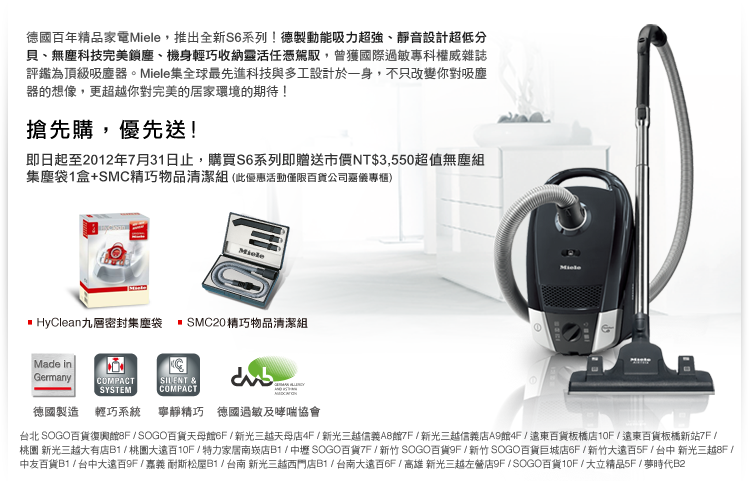 德國百年精品家電Miele，推出全新S6系列！德製動能吸力超強、靜音設計超低分
貝、無塵科技完美鎖塵、機身輕巧收納靈活任憑駕馭，曾獲國際過敏專科權威雜誌
評鑑為頂級吸塵器。Miele集全球最先進科技與多工設計於一身，不只改變你對吸塵
器的想像，更超越你對完美的居家環境的期待！
搶先購，優先送！
即日起至2012年7月31日止，購買S6系列即贈送市價NT$3,550超值無塵組
集塵袋1盒+SMC精巧物品清潔組 (此優惠活動僅限百貨公司嘉儀專櫃)
Miele
Miele
Miele
Miele
Miele
HyClean九層密封集塵袋
SMC20精巧物品清潔組
Made in
Germany
COMPACT
SYSTEM
SILENT &
COMPACT
GERMAN ALLERGY
AND ASTHMA
ASSOCIATION
德國製造
輕巧系統
寧靜精巧
德國過敏及哮喘協會
台北 SOGO百貨復興館8F / SOGO百貨天母館6F / 新光三越天母店4F / 新光三越信義A8館7F / 新光三越信義店A9館4F / 遠東百貨板橋店10F / 遠東百貨板橋新站7F /
桃園 新光三越大有店B1 / 桃園大遠百10F / 特力家居南崁店B1 / 中壢 SOGO百貨7F / 新竹 SOGO百貨9F / 新竹 SOGO百貨巨城店6F / 新竹大遠百5F / 台中 新光三越8F /
中友百貨B1 / 台中大遠百9F / 嘉義 耐斯松屋B1 / 台南 新光三越西門店B1 / 台南大遠百6F / 高雄 新光三越左營店9F / SOGO百貨10F / 大立精品5F / 夢時代B2